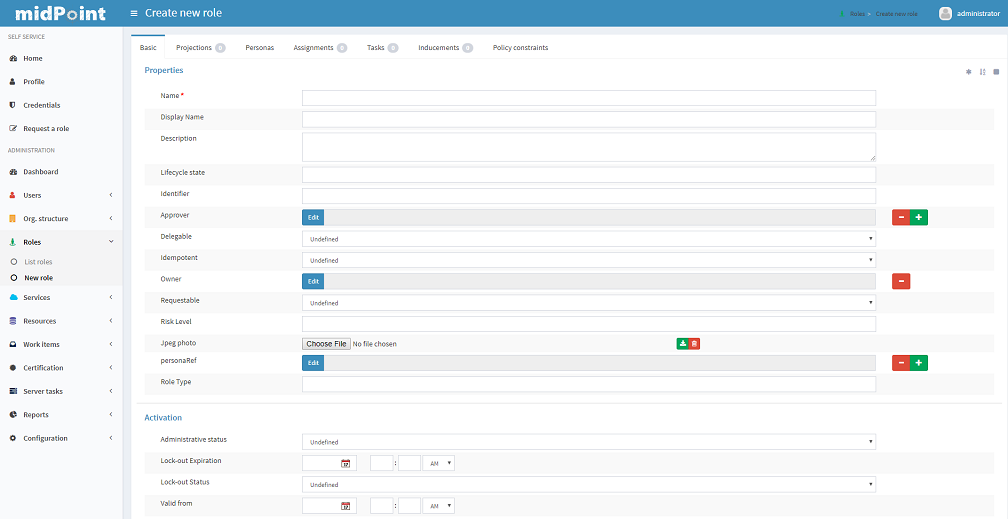 midPoint
Create new role
Roles > Create new role
administrator
SELF SERVICE
Home
Profile
Credentials
Request a role
ADMINISTRATION
Dashboard
Users
Org. structure
Roles
List roles
New role
Services
Resources
Work items
Certification
Server tasks
Reports
Configuration
Basic Projections 0 Personas Assignments 0 Tasks 0 Inducements 0 Policy constraints
Properties
Name *
Display Name
Description
Lifecycle state
Identifier
Approver Edit
Delegable Undefined
Idempotent Undefined
Owner Edit
Requestable Undefined
Risk Level
Jpeg photo Choose File No file chosen
personaRef Edit
Role Type
Activation
Administrative status Undefined
Lock-out Expiration : AM
Lock-out Status Undefined
Valid from : AM